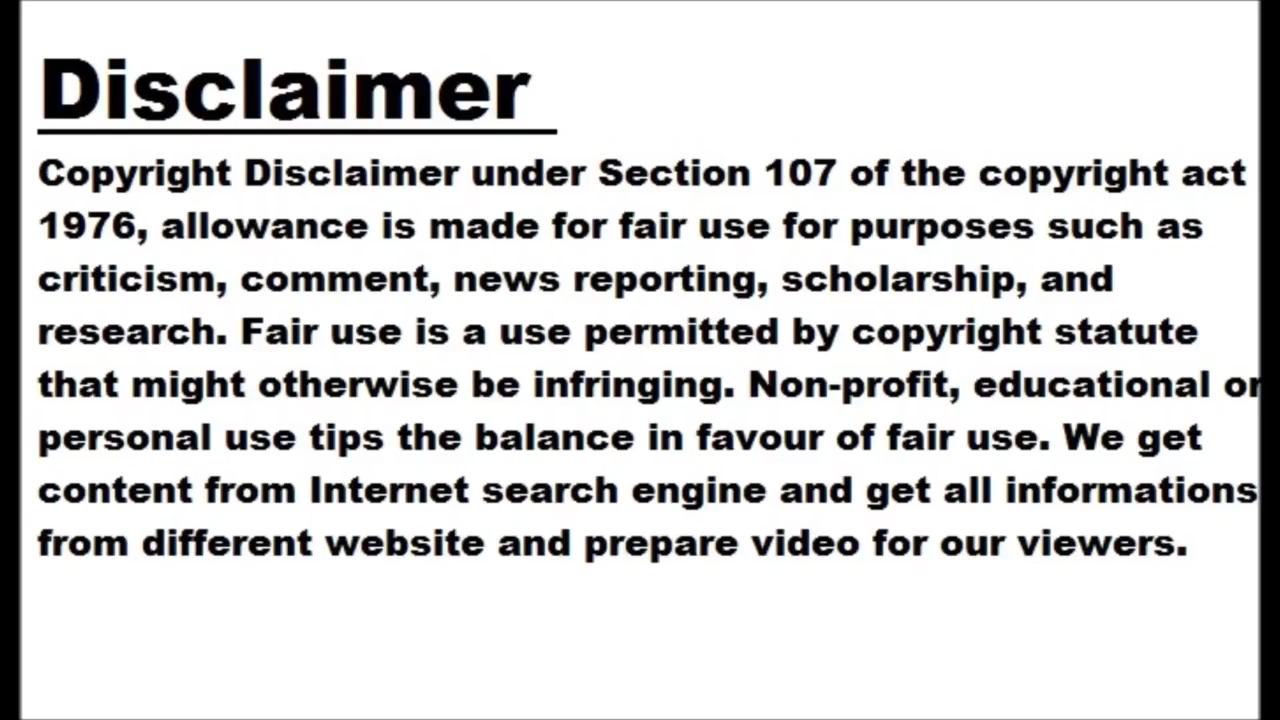 Disclaimer
Copyright Disclaimer under Section 107 of the copyright act
1976, allowance is made for fair use for purposes such as
criticism, comment, news reporting, scholarship, and
research. Fair use is a use permitted by copyright statute
that might otherwise be infringing. Non-profit, educational or
personal use tips the balance in favour of fair use. We get
content from Internet search engine and get all informations
from different website and prepare video for our viewers.